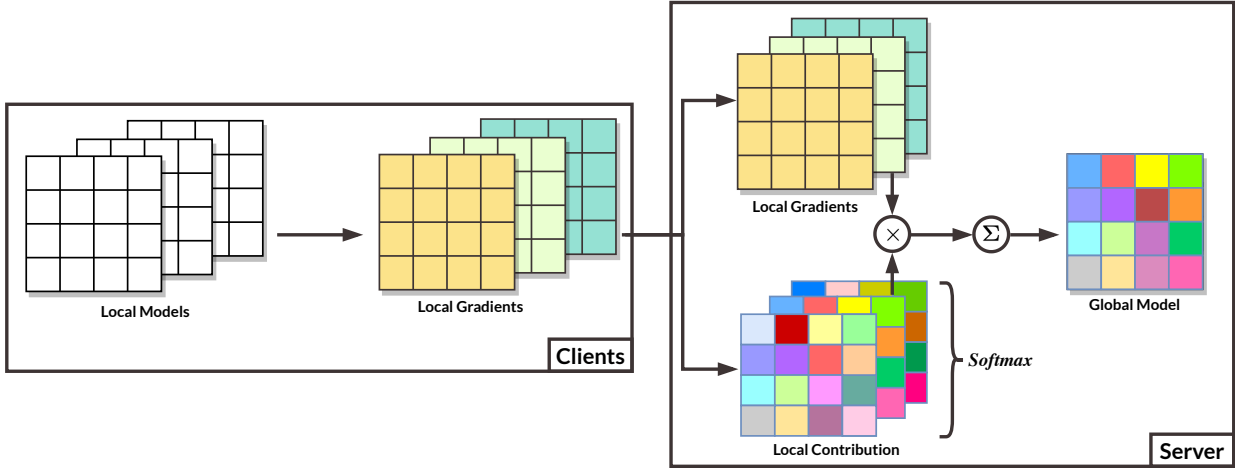 Local Models
Local Gradients
Clients
Local Gradients
×
Σ
Global Model
Softmax
Local Contribution
Server